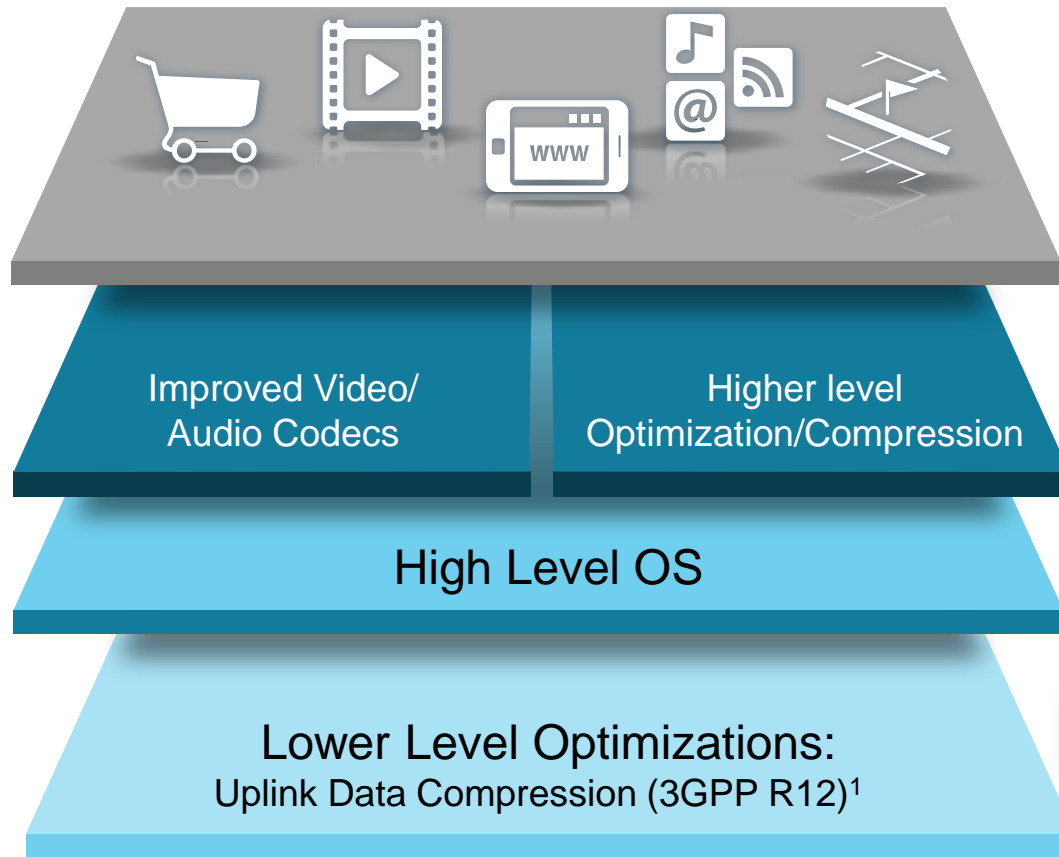 @
www
@
Improved Video/
Audio Codecs
Higher level
Optimization/Compression
High Level OS
Lower Level Optimizations:
Uplink Data Compression (3GPP R12)¹